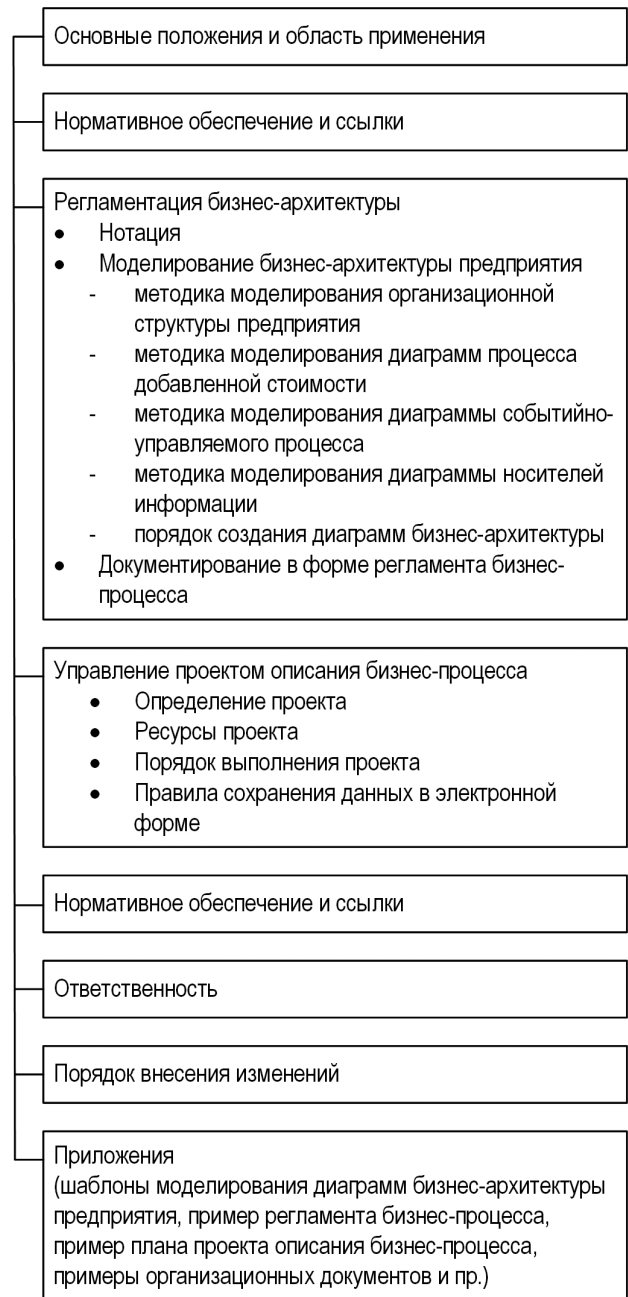 Основные положения и область применения
Нормативное обеспечение и ссылки
Регламентация бизнес-архитектуры
• Нотация
• Моделирование бизнес-архитектуры предприятия
- методика моделирования организационной
структуры предприятия
- методика моделирования диаграмм процесса
добавленной стоимости
- методика моделирования диаграммы событийно-
управляемого процесса
- методика моделирования диаграммы носителей
информации
- порядок создания диаграмм бизнес-архитектуры
• Документирование в форме регламента бизнес-
процесса
Управление проектом описания бизнес-процесса
• Определение проекта
• Ресурсы проекта
• Порядок выполнения проекта
• Правила сохранения данных в электронной
форме
Нормативное обеспечение и ссылки
Ответственность
Порядок внесения изменений
Приложения
(шаблоны моделирования диаграмм бизнес-архитектуры
предприятия, пример регламента бизнес-процесса,
пример плана проекта описания бизнес-процесса,
примеры организационных документов и пр.)